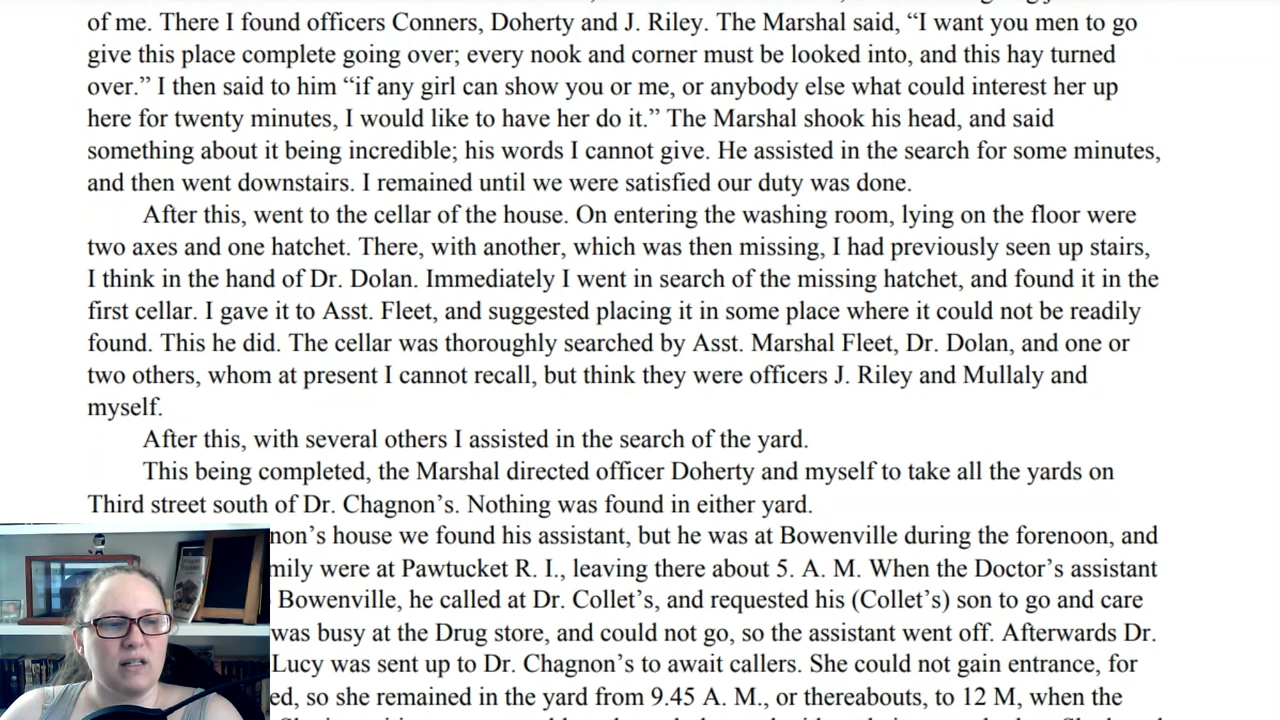 of me. There I found officers Conners, Doherty and J. Riley. The Marshal said, “I want you men to go
give this place complete going over; every nook and corner must be looked into, and this hay turned
over.” I then said to him “if any girl can show you or me, or anybody else what could interest her up
here for twenty minutes, I would like to have her do it.” The Marshal shook his head, and said
something about it being incredible; his words I cannot give. He assisted in the search for some minutes,
and then went downstairs. I remained until we were satisfied our duty was done.
After this, went to the cellar of the house. On entering the washing room, lying on the floor were
two axes and one hatchet. There, with another, which was then missing, I had previously seen up stairs,
I think in the hand of Dr. Dolan. Immediately I went in search of the missing hatchet, and found it in the
first cellar. I gave it to Asst. Fleet, and suggested placing it in some place where it could not be readily
found. This he did. The cellar was thoroughly searched by Asst. Marshal Fleet, Dr. Dolan, and one or
two others, whom at present I cannot recall, but think they were officers J. Riley and Mullaly and
myself.
After this, with several others I assisted in the search of the yard.
This being completed, the Marshal directed officer Doherty and myself to take all the yards on
Third street south of Dr. Chagnon’s. Nothing was found in either yard.
non’s house we found his assistant, but he was at Bowenville during the forenoon, and
mily were at Pawtucket R. I., leaving there about 5. A. M. When the Doctor’s assistant
Bowenville, he called at Dr. Collet’s, and requested his (Collet’s) son to go and care
was busy at the Drug store, and could not go, so the assistant went off. Afterwards Dr.
Lucy was sent up to Dr. Chagnon’s to await callers. She could not gain entrance, for
ed, so she remained in the yard from 9.45 A. M., or thereabouts, to 12 M, when the